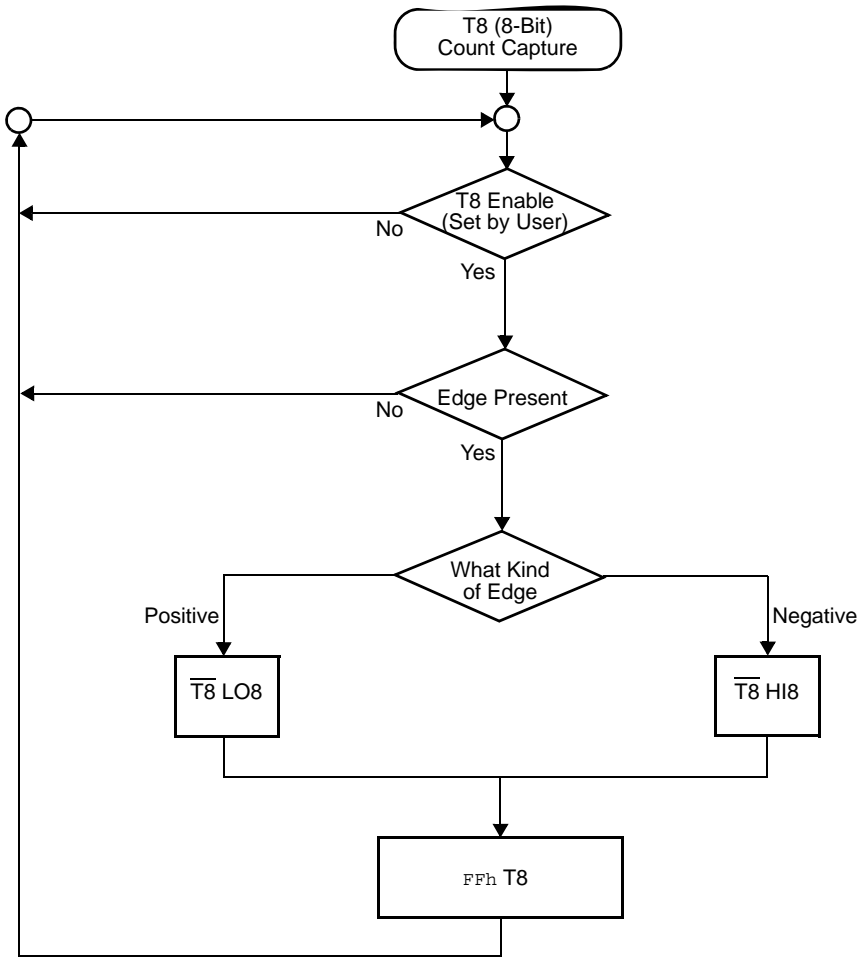 T8 (8-Bit)
Count Capture
T8 Enable
(Set by User)
No
Yes
Edge Present
No
Yes
What Kind
of Edge
Positive
Negative
T8 LO8
T8 HI8
FFh T8